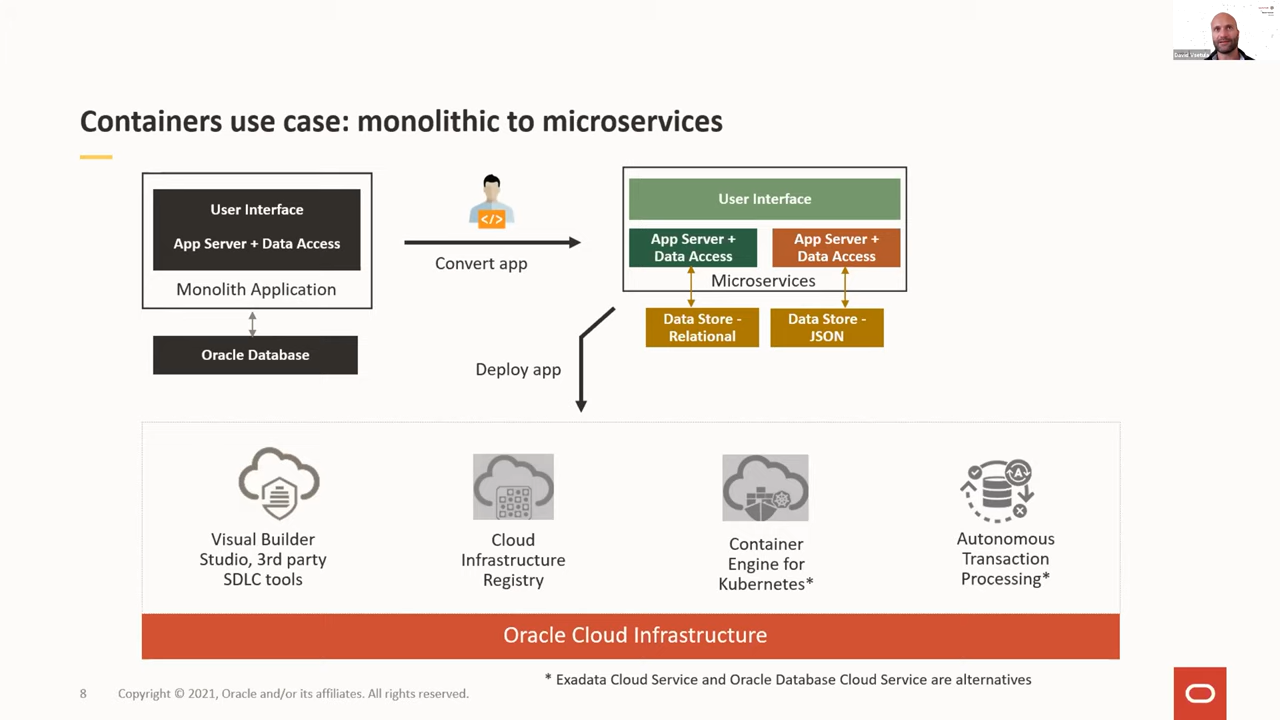 Containers use case: monolithic to microservices
User Interface
App Server + Data Access
Monolith Application
Oracle Database
</>
Convert app
User Interface
App Server +
Data Access
App Server +
Data Access
Microservices
Data Store -
Relational
Data Store -
JSON
Deploy app
Visual Builder
Studio, 3rd party
SDLC tools
Cloud
Infrastructure
Registry
Container
Engine for
Kubernetes*
A
Autonomous
Transaction
Processing*
Oracle Cloud Infrastructure
* Exadata Cloud Service and Oracle Database Cloud Service are alternatives
8
Copyright © 2021, Oracle and/or its affiliates. All rights reserved.
David